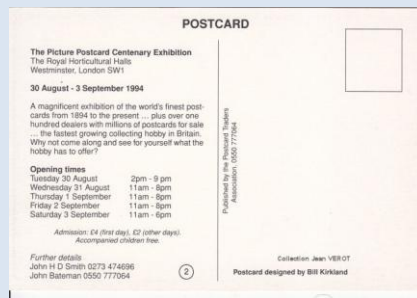 POSTCARD
The Picture Postcard Centenary Exhibition
The Royal Horticultural Halls
Westminster, London SW1
30 August - 3 September 1994
A magnificent exhibition of the world's finest post-
cards from 1894 to the present ... plus over one
hundred dealers with millions of postcards for sale
... the fastest growing collecting hobby in Britain.
Why not come along and see for yourself what the
hobby has to offer?
Opening times
Tuesday 30 August 2pm - 9 pm
Wednesday 31 August 11am - 8pm
Thursday 1 September 11am - 8pm
Friday 2 September 11am - 8pm
Saturday 3 September 11am - 6pm
Admission: £4 (first day), £2 (other days).
Accompanied children free.
Further details
John H D Smith 0273 474696
John Bateman 0550 777064
2
Published by the Postcard Traders
Association. 0550 777064
Collection Jean VEROT
Postcard designed by Bill Kirkland